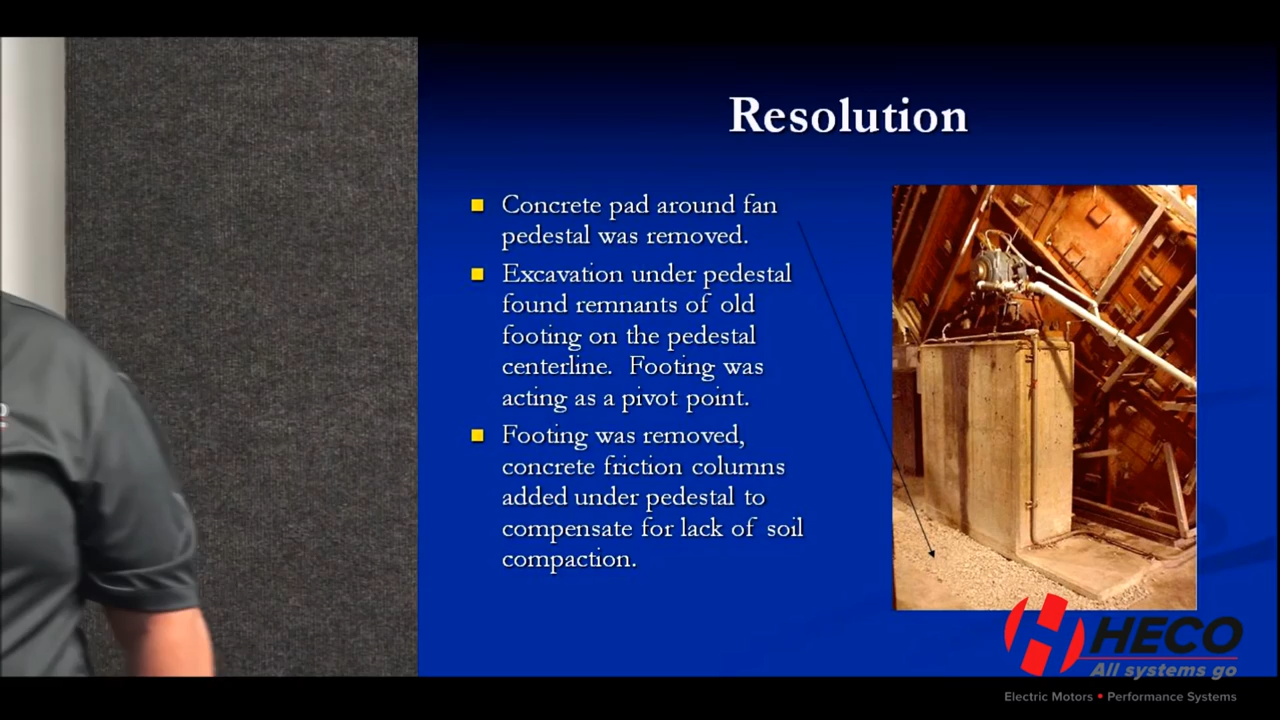 Resolution
Concrete pad around fan
pedestal was removed.
Excavation under pedestal
found remnants of old
footing on the pedestal
centerline. Footing was
acting as a pivot point.
Footing was removed,
concrete friction columns
added under pedestal to
compensate for lack of soil
compaction.
HECO
All systems go
Electric Motors • Performance Systems